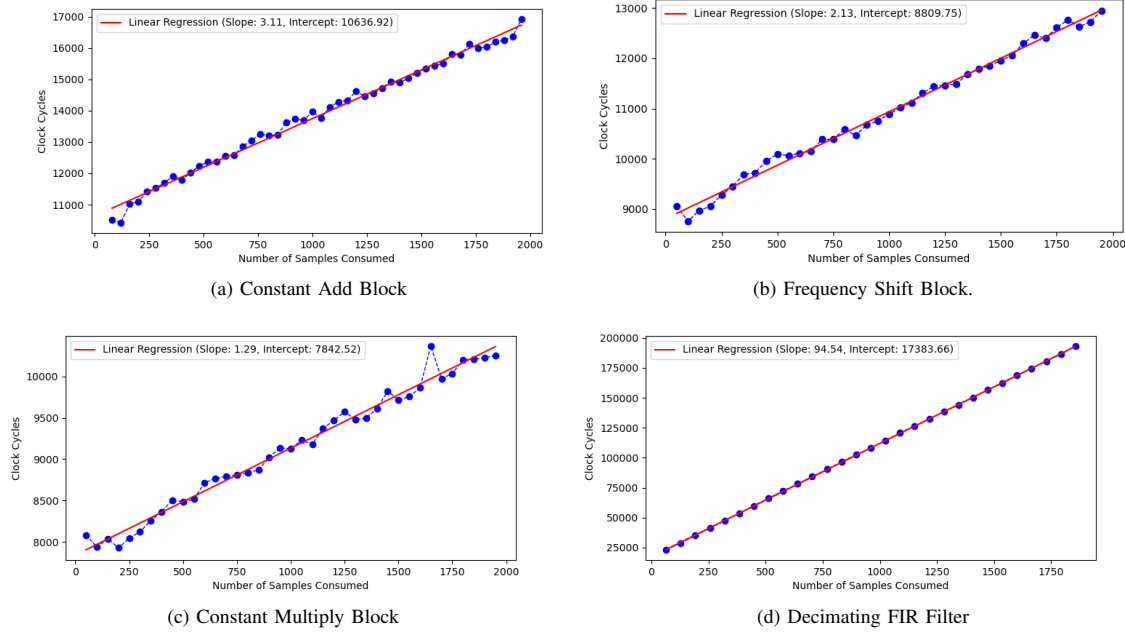 Linear Regression (Slope: 3.11, Intercept: 10636.92)
17000
16000
15000
14000
13000
12000
11000
Clock Cycles
0 250 500 750 1000 1250 1500 1750 2000
Number of Samples Consumed
(a) Constant Add Block
Linear Regression (Slope: 2.13, Intercept: 8809.75)
13000
12000
11000
10000
9000
Clock Cycles
0 250 500 750 1000 1250 1500 1750 2000
Number of Samples Consumed
(b) Frequency Shift Block.
Linear Regression (Slope: 1.29, Intercept: 7842.52)
10000
9500
9000
8500
8000
Clock Cycles
0 250 500 750 1000 1250 1500 1750 2000
Number of Samples Consumed
(c) Constant Multiply Block
Linear Regression (Slope: 94.54, Intercept: 17383.66)
200000
175000
150000
125000
100000
75000
50000
25000
Clock Cycles
0 250 500 750 1000 1250 1500 1750
Number of Samples Consumed
(d) Decimating FIR Filter